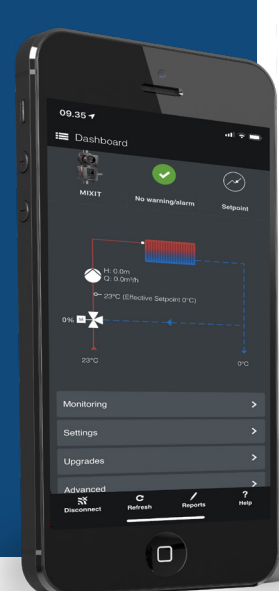 09.35
Dashboard
MIXIT
No warning/alarm
Setpoint
H: 0.0m
Q: 0.0m³/h
23°C (Effective Setpoint 0°C)
0% M
23°C
0°C
Monitoring
Settings
Upgrades
Advanced
Disconnect
Refresh
Reports
? Help